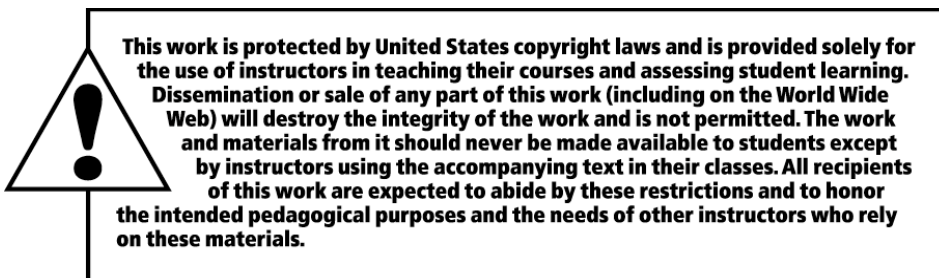 This work is protected by United States copyright laws and is provided solely for
the use of instructors in teaching their courses and assessing student learning.
Dissemination or sale of any part of this work (including on the World Wide
Web) will destroy the integrity of the work and is not permitted. The work
and materials from it should never be made available to students except
by instructors using the accompanying text in their classes. All recipients
of this work are expected to abide by these restrictions and to honor
the intended pedagogical purposes and the needs of other instructors who rely
on these materials.